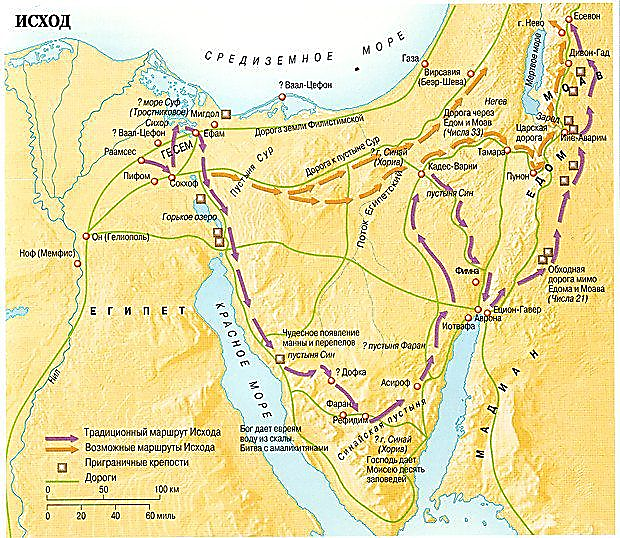 ИСХОД
СРЕДИЗЕМНОЕ МОРЕ
Есевон
г. Нево
Газа
Дивон-Гад
Мертвое море
МОАВ
Вирсавия
(Беэр-Шева)
? Ваал-Цефон
? море Суф
(Тростниковое)
Мигдол
Сихор
? Ваал-Цефон
Ефам
Дорога земли Филистимской
Негев
Дорога через
Едом и Моав
(Числа 33)
Заред
Царская
дорога
Ийе-Аварим
ГЕСЕМ
Раамсес
Пустыня Сур
Дорога к пустыне Сур
? г. Синай
(Хорив)
Тамара
Кадес-Варни
Пунон
ЕДОМ
Пифом
Сокхоф
пустыня Син
Поток Египетский
Горькое озеро
Он (Гелиополь)
Ноф (Мемфис)
Фимна
Обходная
дорога мимо
Едома и Моава
(Числа 21)
ЕГИПЕТ
КРАСНОЕ МОРЕ
Ецион-Гавер
Аврона
Иотвафа
Чудесное появление
манны и перепелов
пустыня Син
? пустыня Фаран
? Дофка
Асироф
МАДИАН
Нил
Фаран
Рефидим
Синайская пустыня
Бог дает евреям
воду из скалы.
Битва с амалихитянами
? г. Синай
(Хорив)
Господь дает
Моисею десять
заповедей
Традиционный маршрут Исхода
Возможные маршруты Исхода
Приграничные крепости
Дороги
0 50 100 км
0 20 40 60 миль